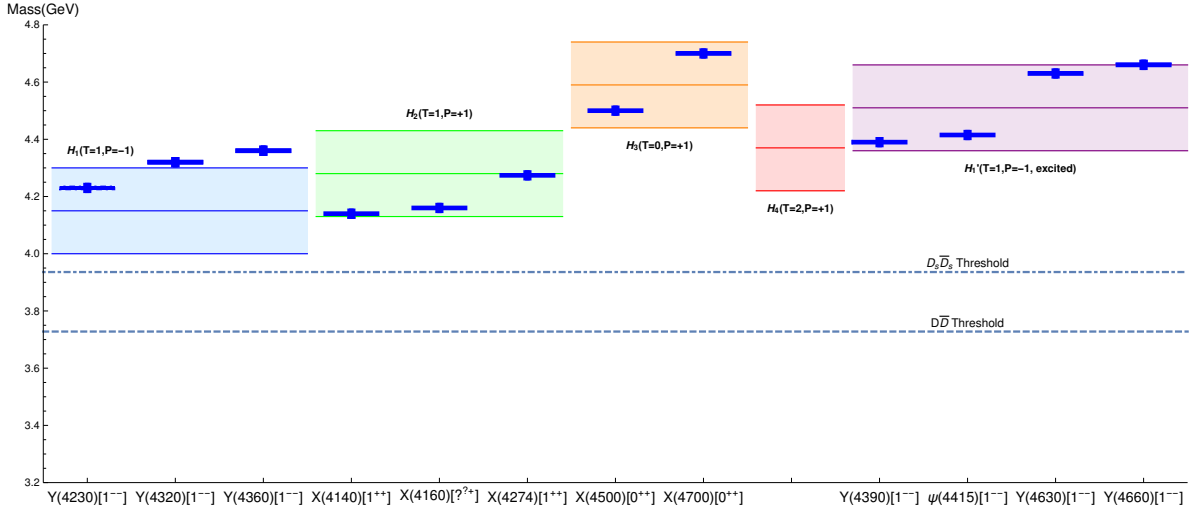 Mass(GeV)
4.8
4.6
4.4
4.2
4.0
3.8
3.6
3.4
3.2
H₁(T=1,P=−1)
H₂(T=1,P=+1)
H₃(T=0,P=+1)
H₄(T=2,P=+1)
H₁'(T=1,P=−1, excited)
DₛD̅ₛ Threshold
DD̅ Threshold
Y(4230)[1⁻⁻]
Y(4320)[1⁻⁻]
Y(4360)[1⁻⁻]
X(4140)[1⁺⁺]
X(4160)[?^?⁺]
X(4274)[1⁺⁺]
X(4500)[0⁺⁺]
X(4700)[0⁺⁺]
Y(4390)[1⁻⁻]
ψ(4415)[1⁻⁻]
Y(4630)[1⁻⁻]
Y(4660)[1⁻⁻]